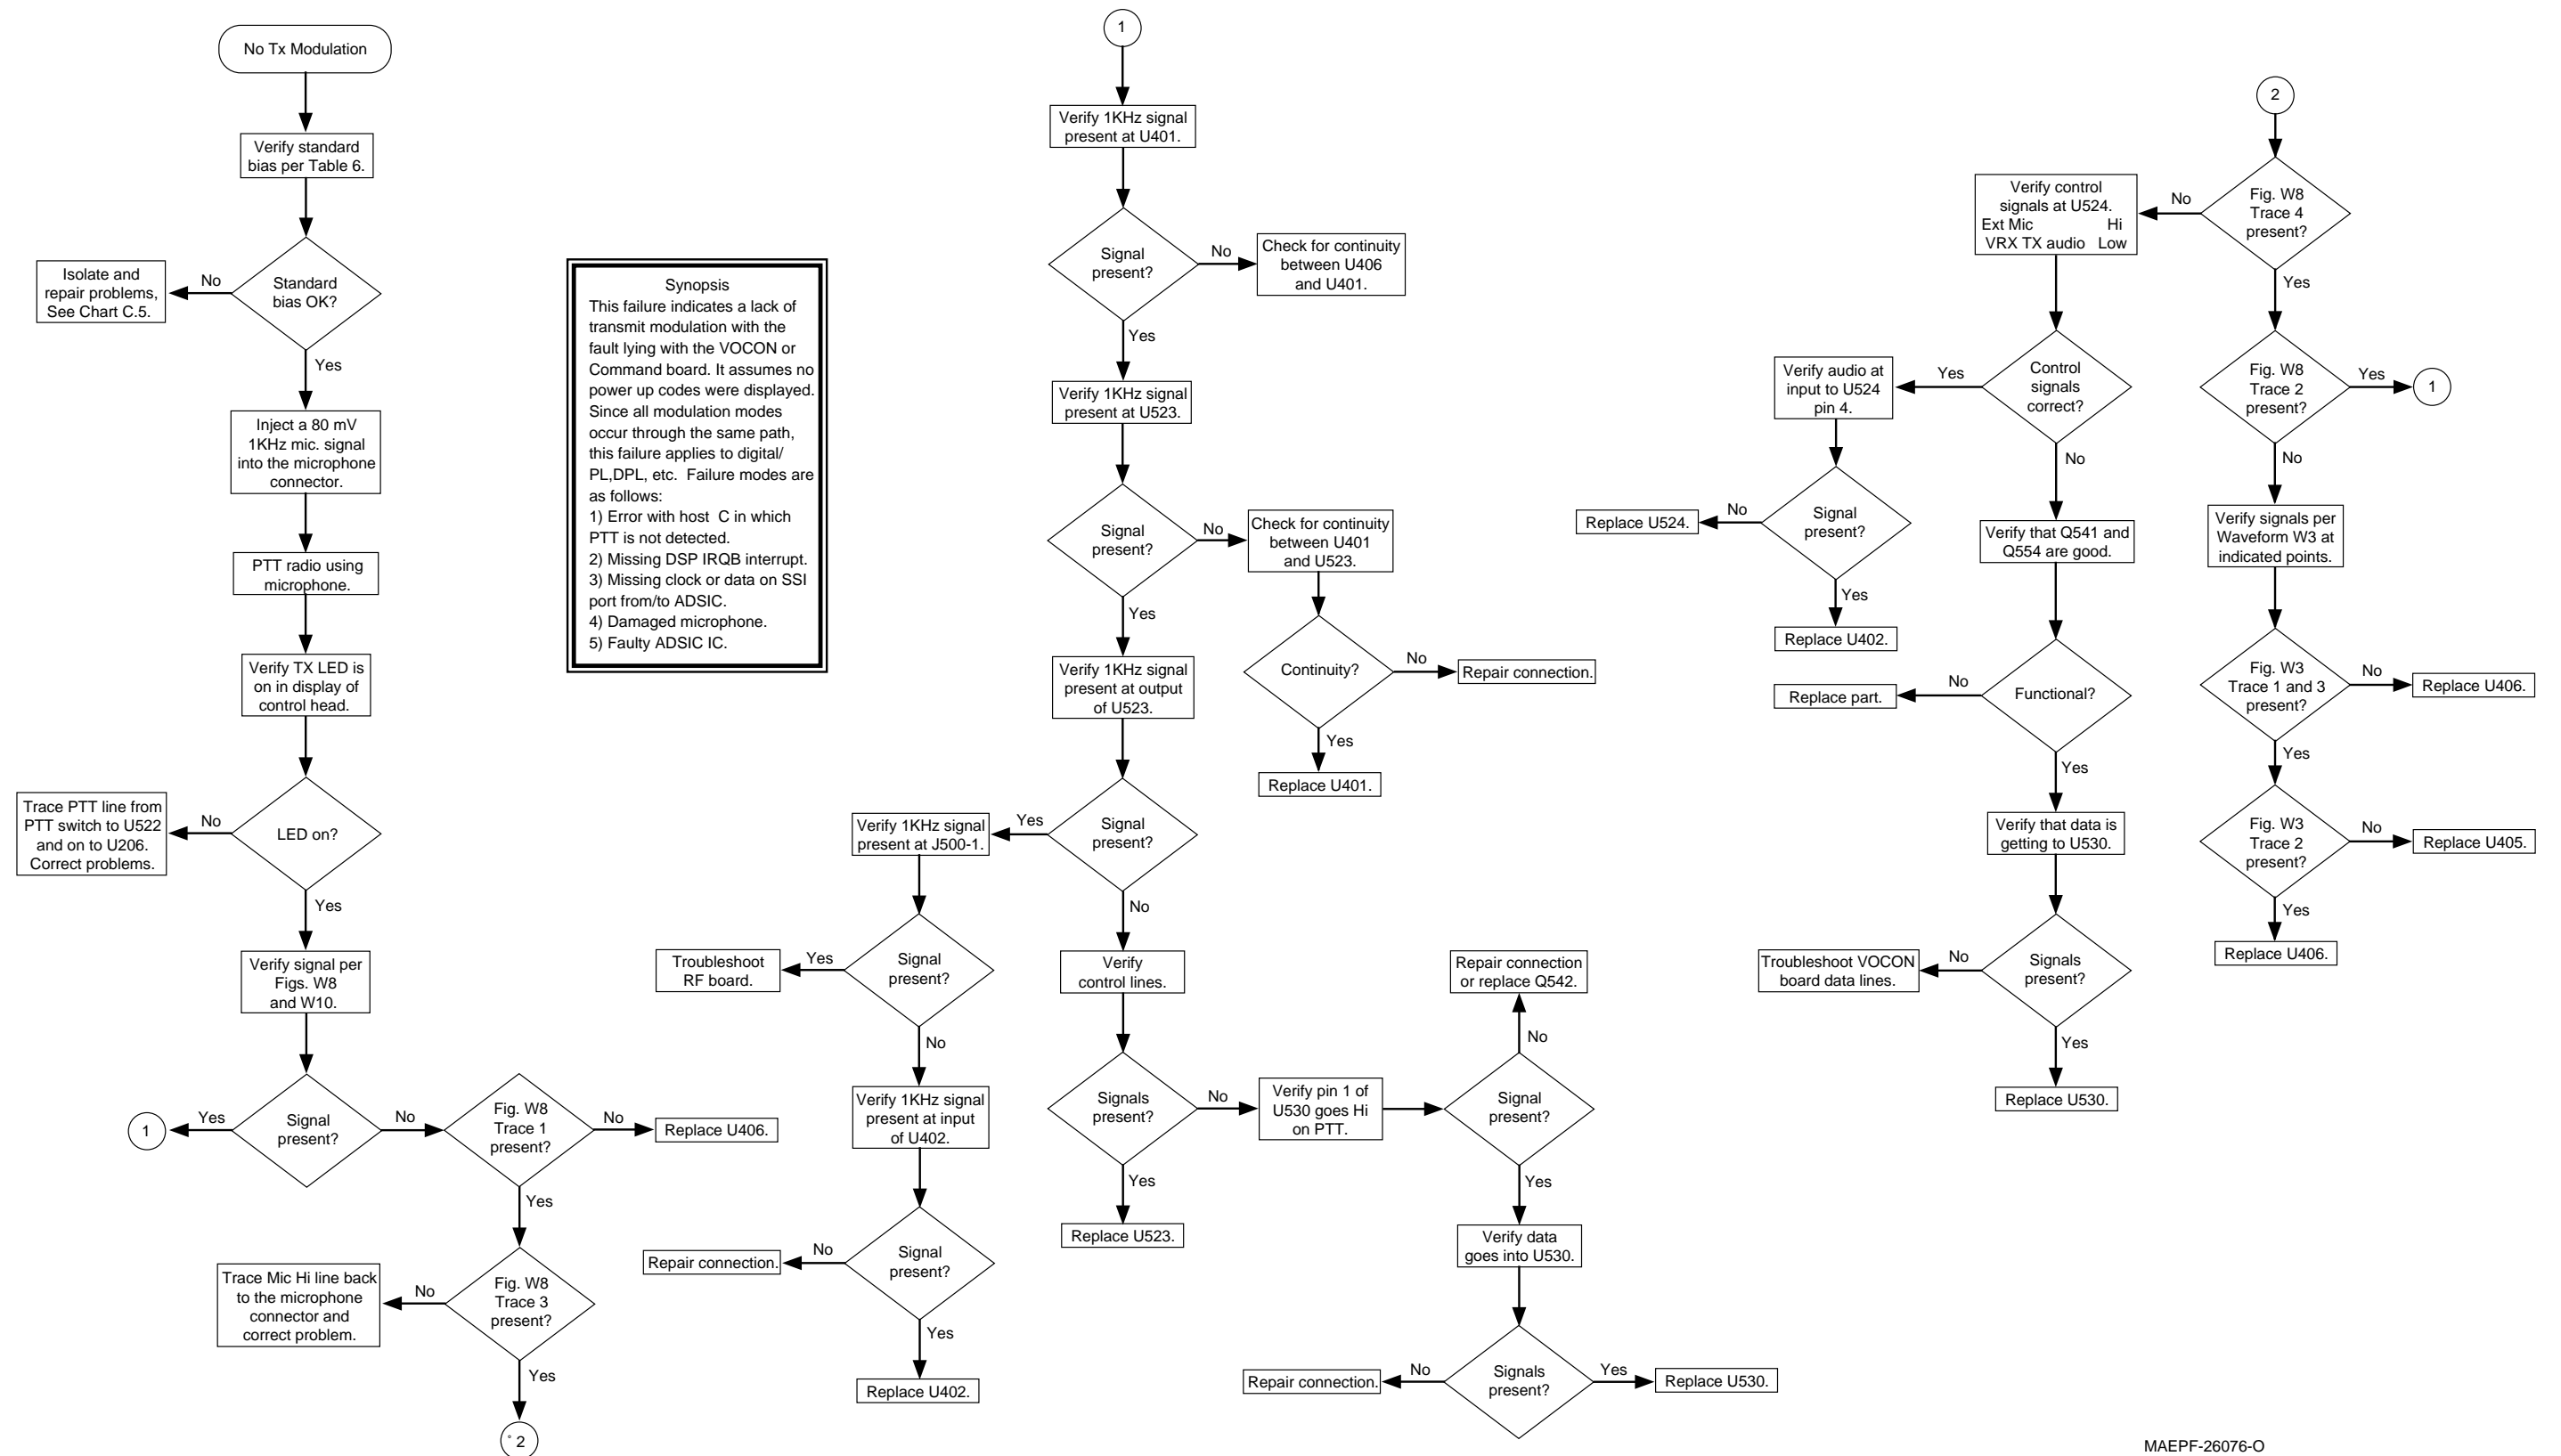 No Tx Modulation
Verify standard
bias per Table 6.
Standard
bias OK?
No
Isolate and
repair problems,
See Chart C.5.
Yes
Inject a 80 mV
1KHz mic. signal
into the microphone
connector.
PTT radio using
microphone.
Verify TX LED is
on in display of
control head.
LED on?
No
Trace PTT line from
PTT switch to U522
and on to U206.
Correct problems.
Yes
Verify signal per
Figs. W8
and W10.
Signal
present?
Yes
1
No
Fig. W8
Trace 1
present?
No
Replace U406.
Yes
Fig. W8
Trace 3
present?
No
Trace Mic Hi line back
to the microphone
connector and
correct problem.
Yes
2
Synopsis
This failure indicates a lack of
transmit modulation with the
fault lying with the VOCON or
Command board. It assumes no
power up codes were displayed.
Since all modulation modes
occur through the same path,
this failure applies to digital/
PL,DPL, etc.  Failure modes are
as follows:
1) Error with host  C in which
PTT is not detected.
2) Missing DSP IRQB interrupt.
3) Missing clock or data on SSI
port from/to ADSIC.
4) Damaged microphone.
5) Faulty ADSIC IC.
1
Verify 1KHz signal
present at U401.
Signal
present?
No
Check for continuity
between U406
and U401.
Yes
Verify 1KHz signal
present at U523.
Signal
present?
No
Check for continuity
between U401
and U523.
Continuity?
No
Repair connection.
Yes
Replace U401.
Yes
Verify 1KHz signal
present at output
of U523.
Signal
present?
Yes
Verify 1KHz signal
present at J500-1.
Signal
present?
Yes
Troubleshoot
RF board.
No
Verify 1KHz signal
present at input
of U402.
Signal
present?
No
Repair connection.
Yes
Replace U402.
No
Verify
control lines.
Signals
present?
Yes
Replace U523.
No
Verify pin 1 of
U530 goes Hi
on PTT.
Signal
present?
No
Repair connection
or replace Q542.
Yes
Verify data
goes into U530.
Signals
present?
No
Repair connection.
Yes
Replace U530.
2
Fig. W8
Trace 4
present?
No
Verify control
signals at U524.
Ext Mic Hi
VRX TX audio Low
Control
signals
correct?
Yes
Verify audio at
input to U524
pin 4.
Signal
present?
No
Replace U524.
Yes
Replace U402.
No
Verify that Q541 and
Q554 are good.
Functional?
No
Replace part.
Yes
Verify that data is
getting to U530.
Signals
present?
No
Troubleshoot VOCON
board data lines.
Yes
Replace U530.
Yes
Fig. W8
Trace 2
present?
Yes
1
No
Verify signals per
Waveform W3 at
indicated points.
Fig. W3
Trace 1 and 3
present?
No
Replace U406.
Yes
Fig. W3
Trace 2
present?
No
Replace U405.
Yes
Replace U406.
MAEPF-26076-O